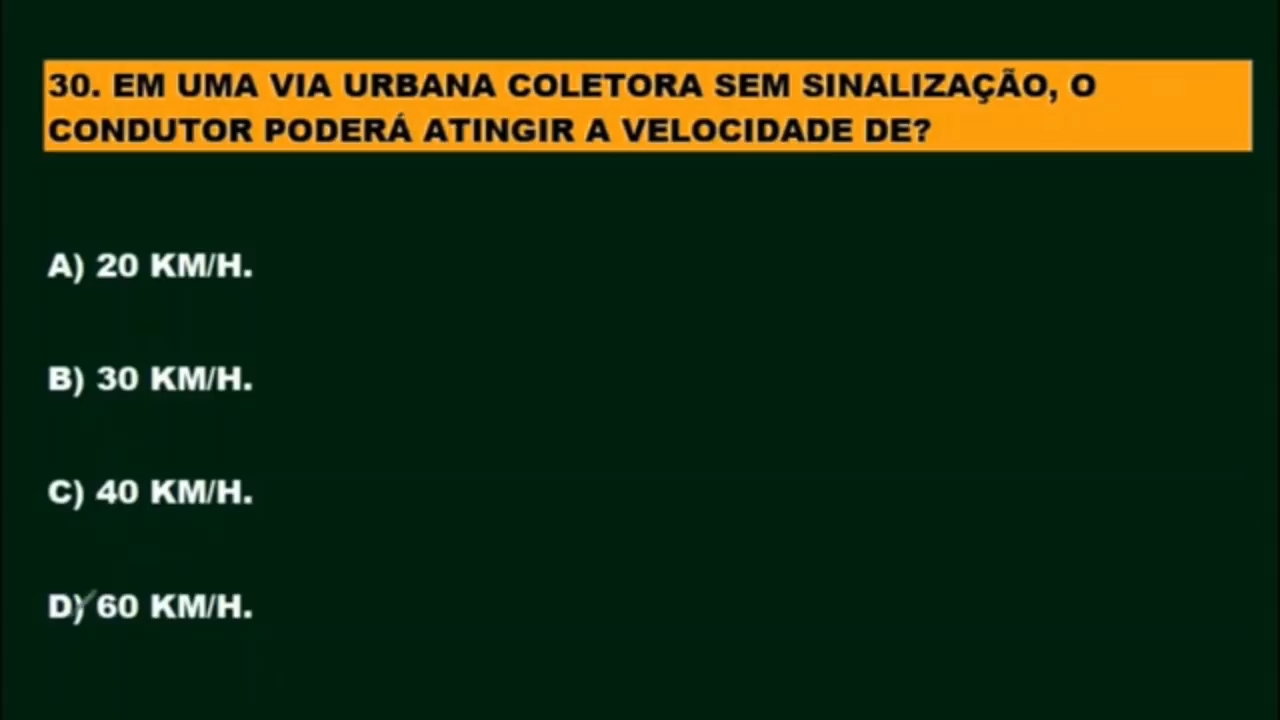 30. EM UMA VIA URBANA COLETORA SEM SINALIZAÇÃO, O
CONDUTOR PODERÁ ATINGIR A VELOCIDADE DE?
A) 20 KM/H.
B) 30 KM/H.
C) 40 KM/H.
D) 60 KM/H.